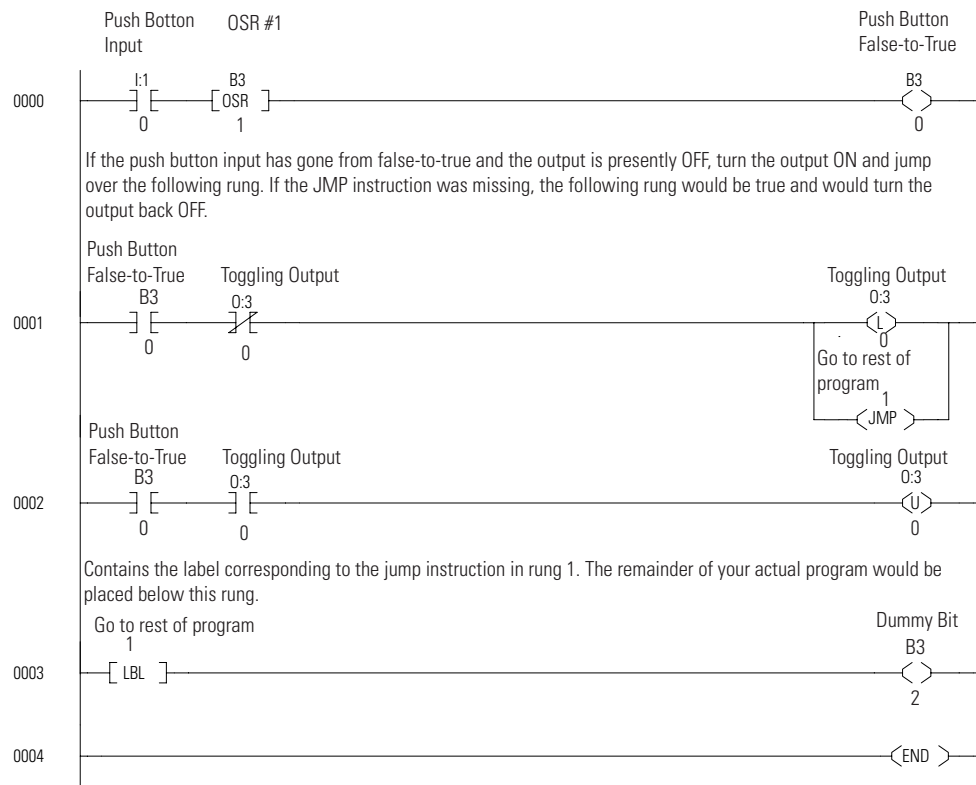 Push Botton
Input
OSR #1
Push Button
False-to-True
I:1
B3
B3
0000
OSR
0
1
0
If the push button input has gone from false-to-true and the output is presently OFF, turn the output ON and jump
over the following rung. If the JMP instruction was missing, the following rung would be true and would turn the
output back OFF.
Push Button
False-to-True
Toggling Output
Toggling Output
B3
O:3
O:3
0001
L
0
0
0
Go to rest of
program
1
JMP
Push Button
False-to-True
Toggling Output
Toggling Output
B3
O:3
O:3
0002
U
0
0
0
Contains the label corresponding to the jump instruction in rung 1. The remainder of your actual program would be
placed below this rung.
Go to rest of program
Dummy Bit
1
B3
0003
LBL
2
0004
END